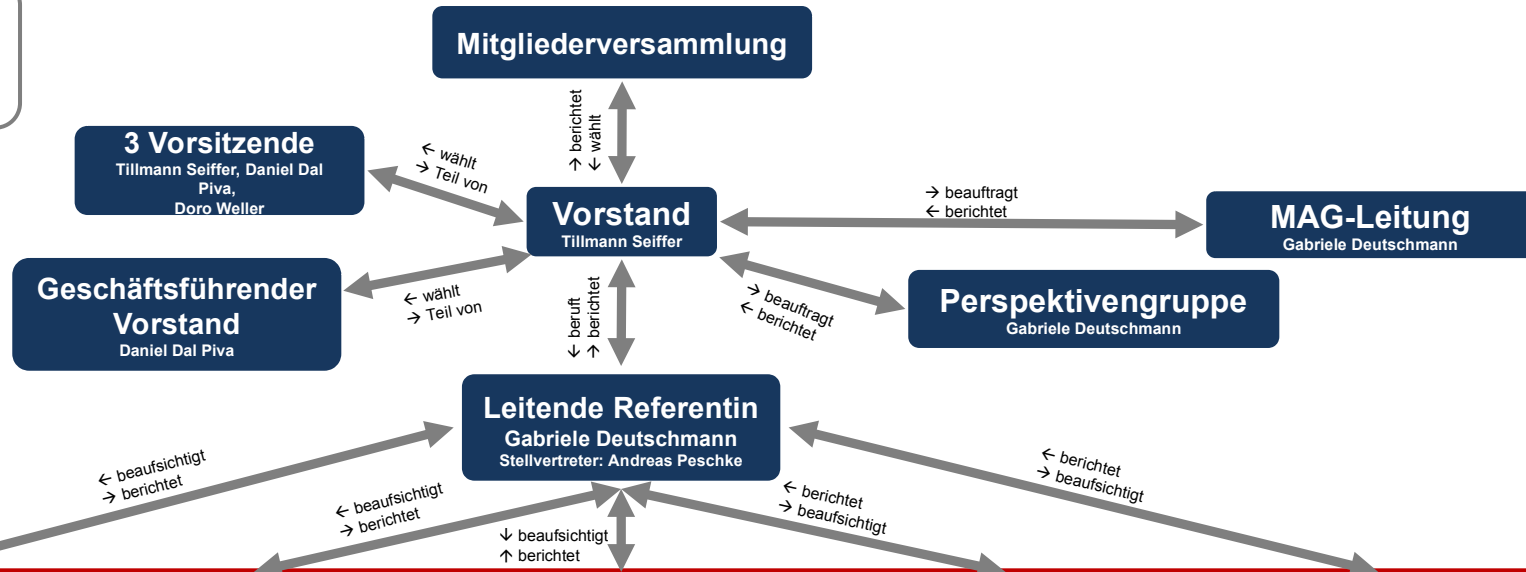 Mitgliederversammlung
→ berichtet
← wählt
3 Vorsitzende
Tillmann Seiffer, Daniel Dal
Piva,
Doro Weller
← wählt
→ Teil von
Vorstand
Tillmann Seiffer
→ beauftragt
← berichtet
MAG-Leitung
Gabriele Deutschmann
Geschäftsführender
Vorstand
Daniel Dal Piva
← wählt
→ Teil von
← beruft
→ berichtet
→ beauftragt
← berichtet
Perspektivengruppe
Gabriele Deutschmann
Leitende Referentin
Gabriele Deutschmann
Stellvertreter: Andreas Peschke
← beaufsichtigt
→ berichtet
← beaufsichtigt
→ berichtet
↓ beaufsichtigt
↑ berichtet
← berichtet
→ beaufsichtigt
← berichtet
→ beaufsichtigt